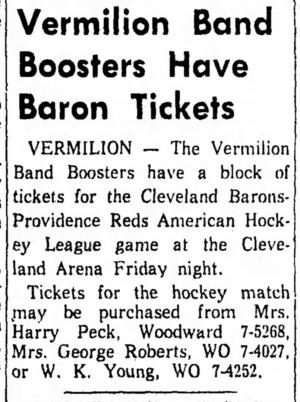 Vermilion Band
Boosters Have
Baron Tickets
VERMILION — The Vermilion
Band Boosters have a block of
tickets for the Cleveland Barons-
Providence Reds American Hock-
ey League game at the Cleve-
land Arena Friday night.
Tickets for the hockey match
may be purchased from Mrs.
Harry Peck, Woodward 7-5268,
Mrs. George Roberts, WO 7-4027,
or W. K. Young, WO 7-4252.